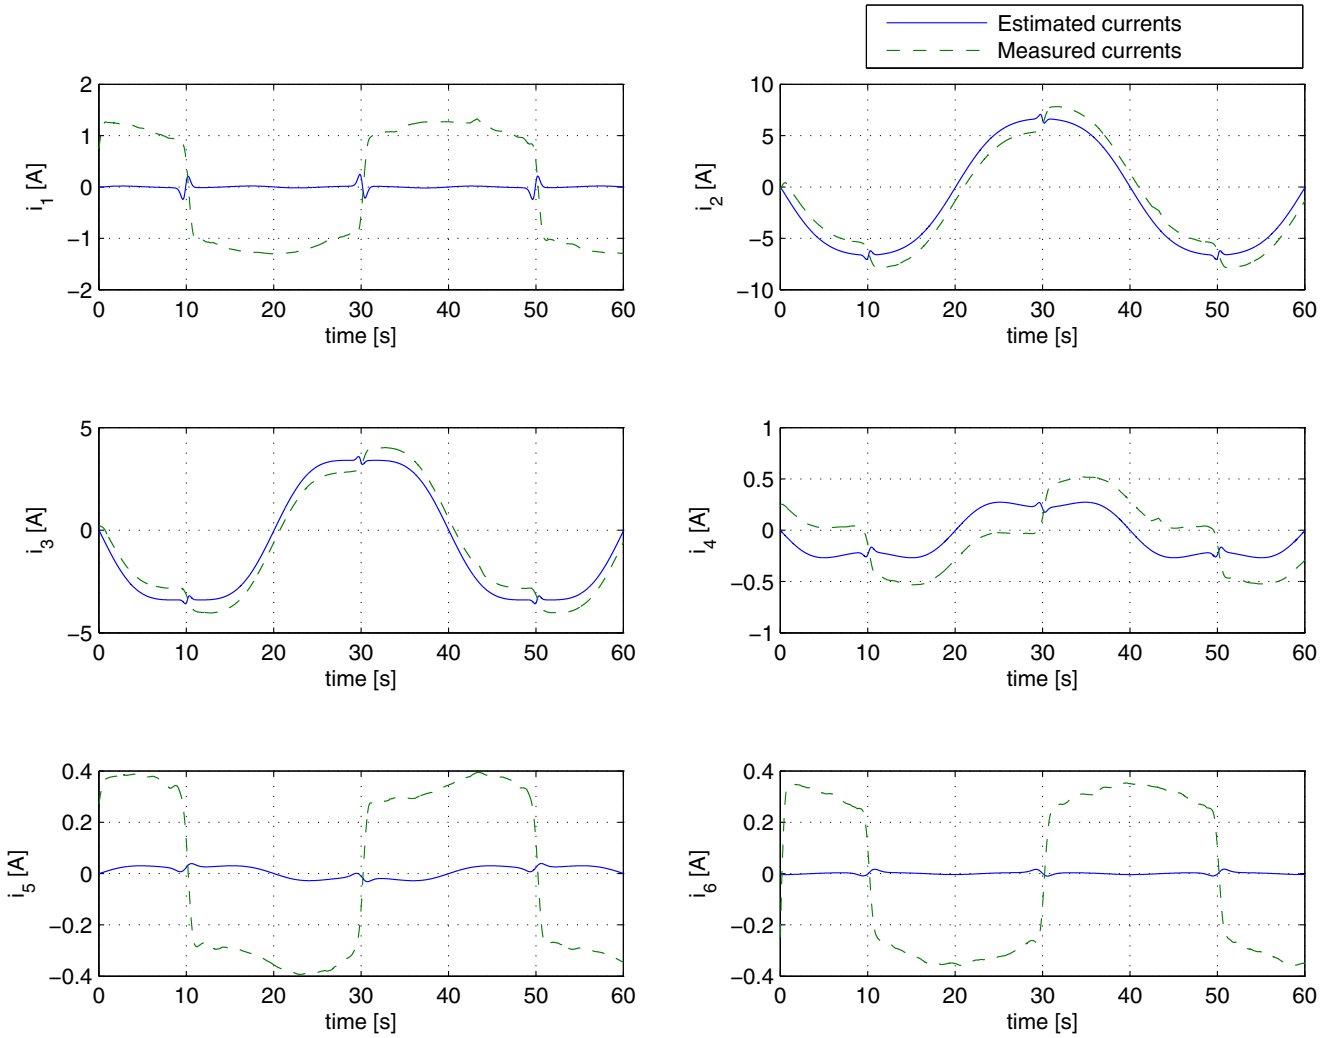 Estimated currents
Measured currents
2
1
0
−1
−2
i1 [A]
0 10 20 30 40 50 60
time [s]
10
5
0
−5
−10
i2 [A]
0 10 20 30 40 50 60
time [s]
5
0
−5
i3 [A]
0 10 20 30 40 50 60
time [s]
1
0.5
0
−0.5
−1
i4 [A]
0 10 20 30 40 50 60
time [s]
0.4
0.2
0
−0.2
−0.4
i5 [A]
0 10 20 30 40 50 60
time [s]
0.4
0.2
0
−0.2
−0.4
i6 [A]
0 10 20 30 40 50 60
time [s]